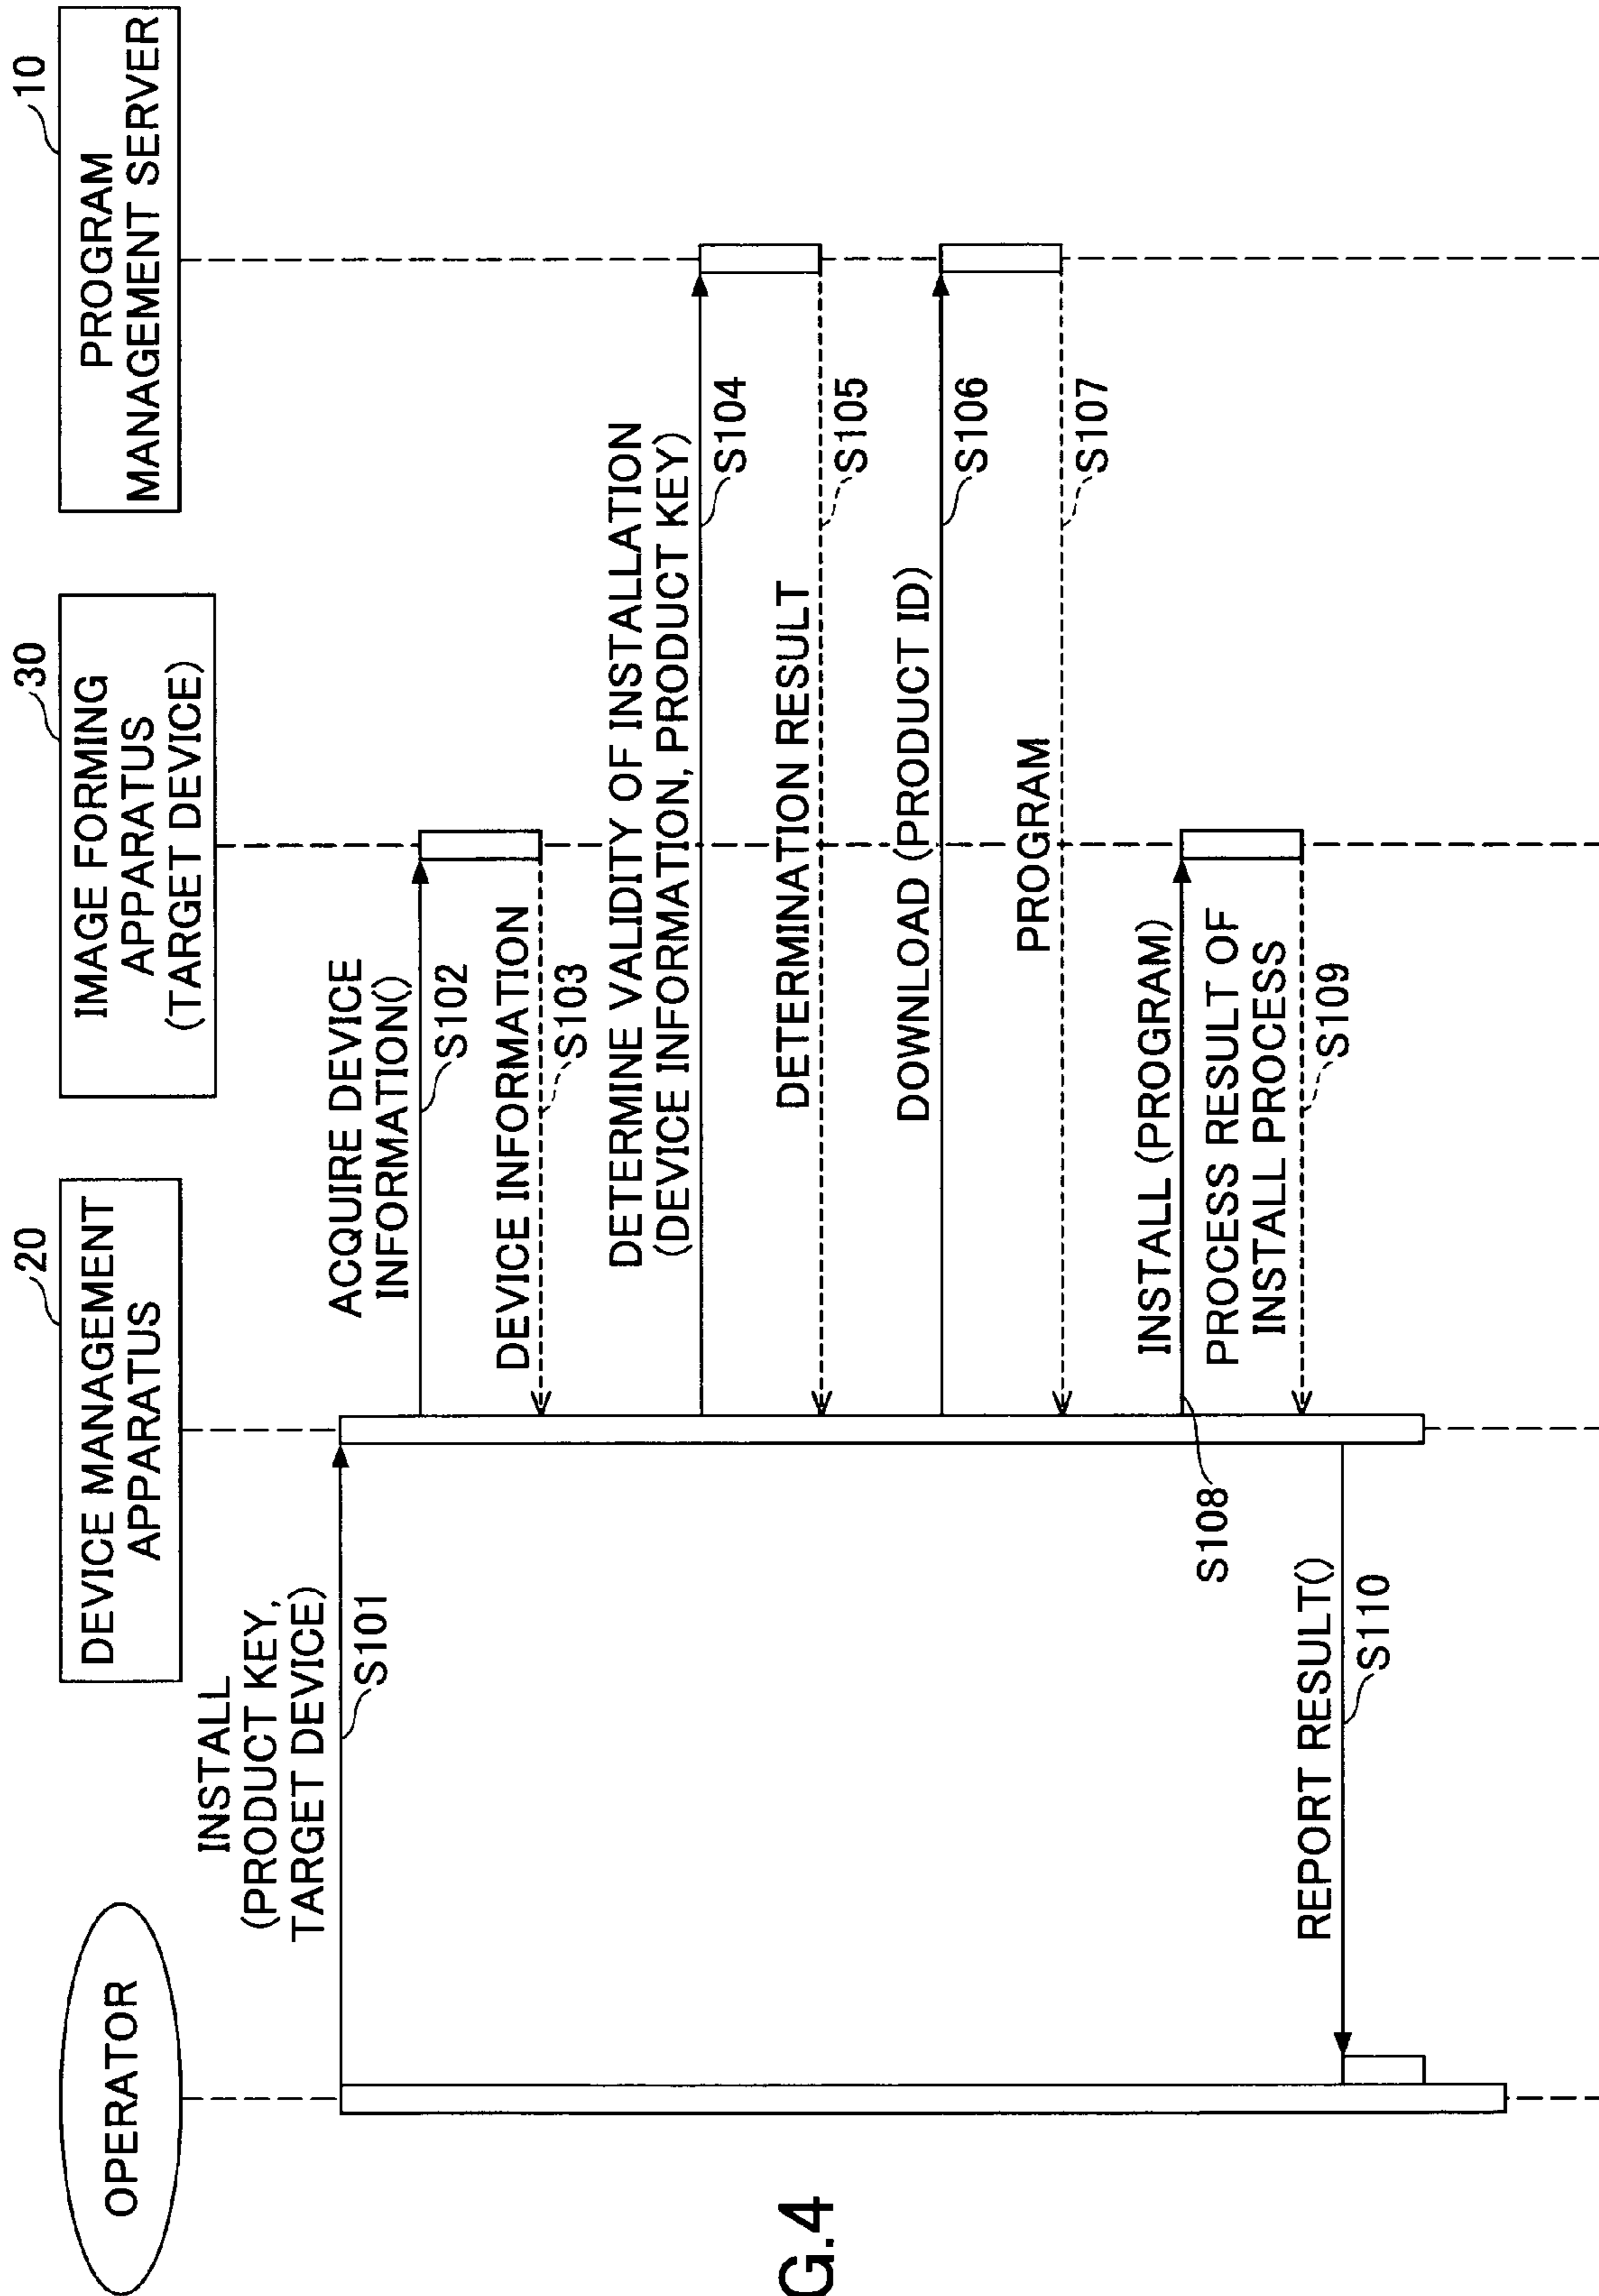 G.4
OPERATOR
DEVICE MANAGEMENT
APPARATUS
20
IMAGE FORMING
APPARATUS
(TARGET DEVICE)
30
PROGRAM
MANAGEMENT SERVER
10
INSTALL
(PRODUCT KEY,
TARGET DEVICE)
S101
ACQUIRE DEVICE
INFORMATION()
S102
DEVICE INFORMATION
S103
DETERMINE VALIDITY OF INSTALLATION
(DEVICE INFORMATION, PRODUCT KEY)
S104
DETERMINATION RESULT
S105
DOWNLOAD (PRODUCT ID)
S106
PROGRAM
S107
INSTALL (PROGRAM)
S108
PROCESS RESULT OF
INSTALL PROCESS
S109
REPORT RESULT()
S110